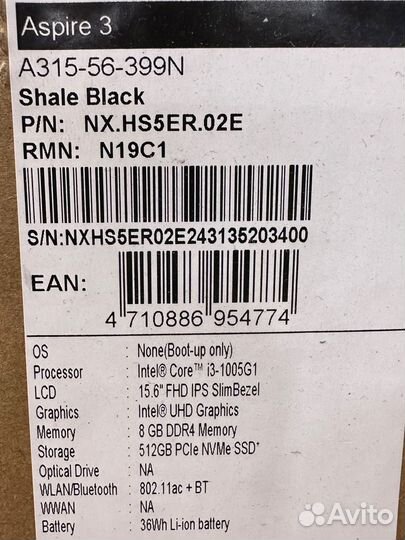 Aspire 3
A315-56-399N
Shale Black
P/N: NX.HS5ER.02E
RMN: N19C1
S/N:NXHS5ER02E243135203400
EAN:
4 710886 954774
OS : None(Boot-up only)
Processor : Intel® Core™ i3-1005G1
LCD : 15.6" FHD IPS SlimBezel
Graphics : Intel® UHD Graphics
Memory : 8 GB DDR4 Memory
Storage : 512GB PCIe NVMe SSD*
Optical Drive : NA
WLAN/Bluetooth : 802.11ac + BT
WWAN : NA
Battery : 36Wh Li-ion battery
Avito